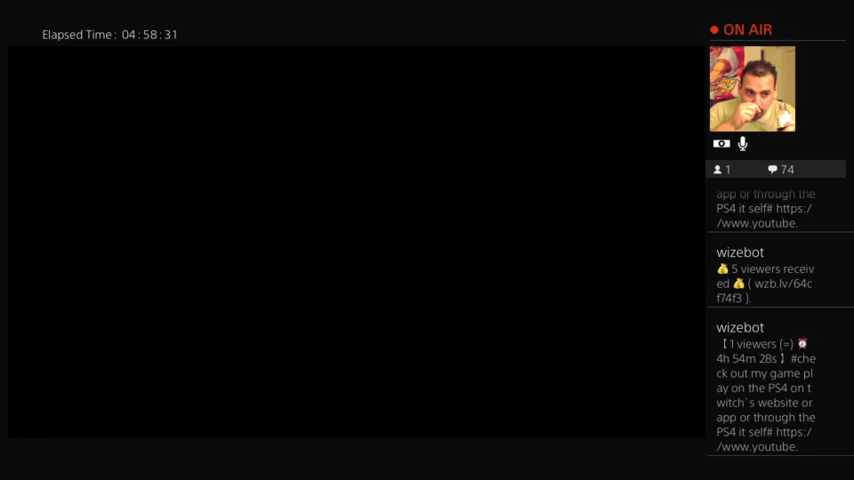 Elapsed Time: 04:58:31
ON AIR
1 74
app or through the
PS4 it self# https:/
/www.youtube.
wizebot
💰 5 viewers receiv
ed 💰 ( wzb.lv/64c
f74f3 ).
wizebot
【1 viewers (=) ⏰
4h 54m 28s 】#che
ck out my game pl
ay on the PS4 on t
witch`s website or
app or through the
PS4 it self# https:/
/www.youtube.